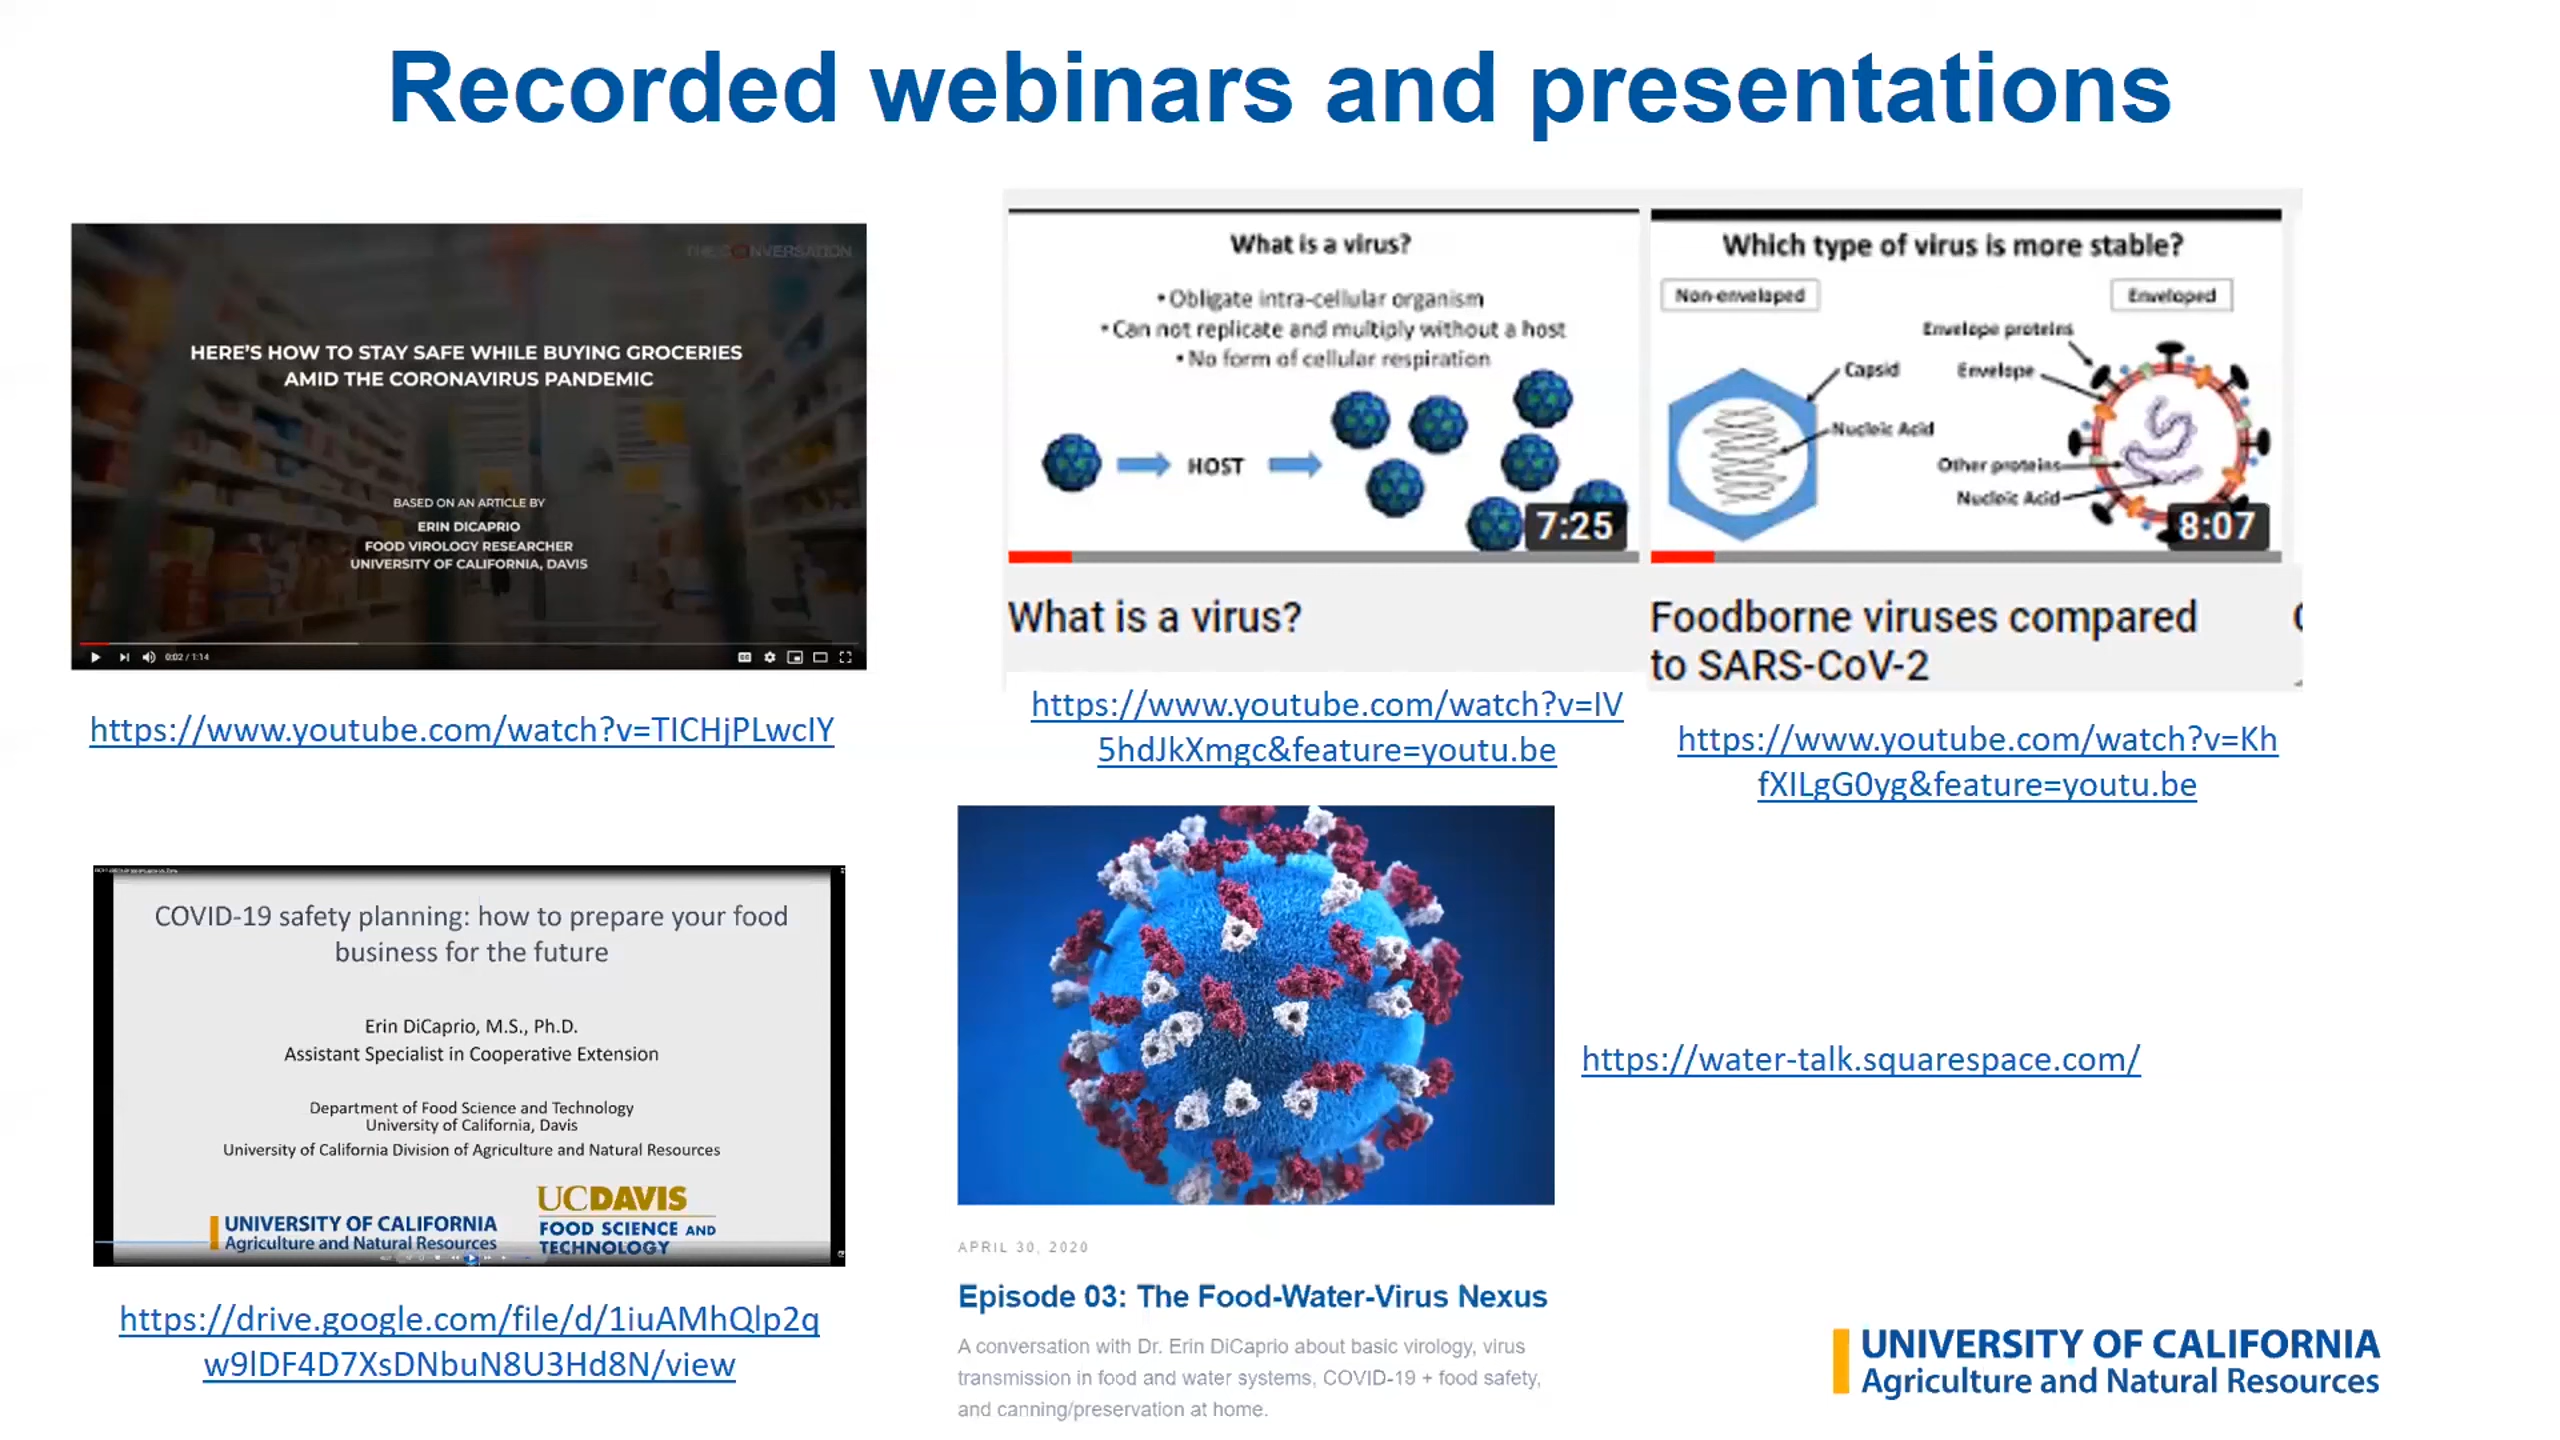 Recorded webinars and presentations
THE CONVERSATION
HERE'S HOW TO STAY SAFE WHILE BUYING GROCERIES
AMID THE CORONAVIRUS PANDEMIC
BASED ON AN ARTICLE BY
ERIN DICAPRIO
FOOD VIROLOGY RESEARCHER
UNIVERSITY OF CALIFORNIA, DAVIS
0:02 / 1:14
https://www.youtube.com/watch?v=TICHjPLwclY
What is a virus?
• Obligate intra-cellular organism
• Can not replicate and multiply without a host
• No form of cellular respiration
HOST
7:25
What is a virus?
https://www.youtube.com/watch?v=IV
5hdJkXmgc&feature=youtu.be
Which type of virus is more stable?
Non-enveloped
Enveloped
Envelope proteins
Capsid
Envelope
Nucleic Acid
Other proteins
Nucleic Acid
8:07
Foodborne viruses compared
to SARS-CoV-2
https://www.youtube.com/watch?v=Kh
fXILgG0yg&feature=youtu.be
COVID-19 safety planning: how to prepare your food
business for the future
Erin DiCaprio, M.S., Ph.D.
Assistant Specialist in Cooperative Extension
Department of Food Science and Technology
University of California, Davis
University of California Division of Agriculture and Natural Resources
UNIVERSITY OF CALIFORNIA
Agriculture and Natural Resources
UCDAVIS
FOOD SCIENCE AND
TECHNOLOGY
https://drive.google.com/file/d/1iuAMhQlp2q
w9lDF4D7XsDNbuN8U3Hd8N/view
https://water-talk.squarespace.com/
APRIL 30, 2020
Episode 03: The Food-Water-Virus Nexus
A conversation with Dr. Erin DiCaprio about basic virology, virus
transmission in food and water systems, COVID-19 + food safety,
and canning/preservation at home.
UNIVERSITY OF CALIFORNIA
Agriculture and Natural Resources